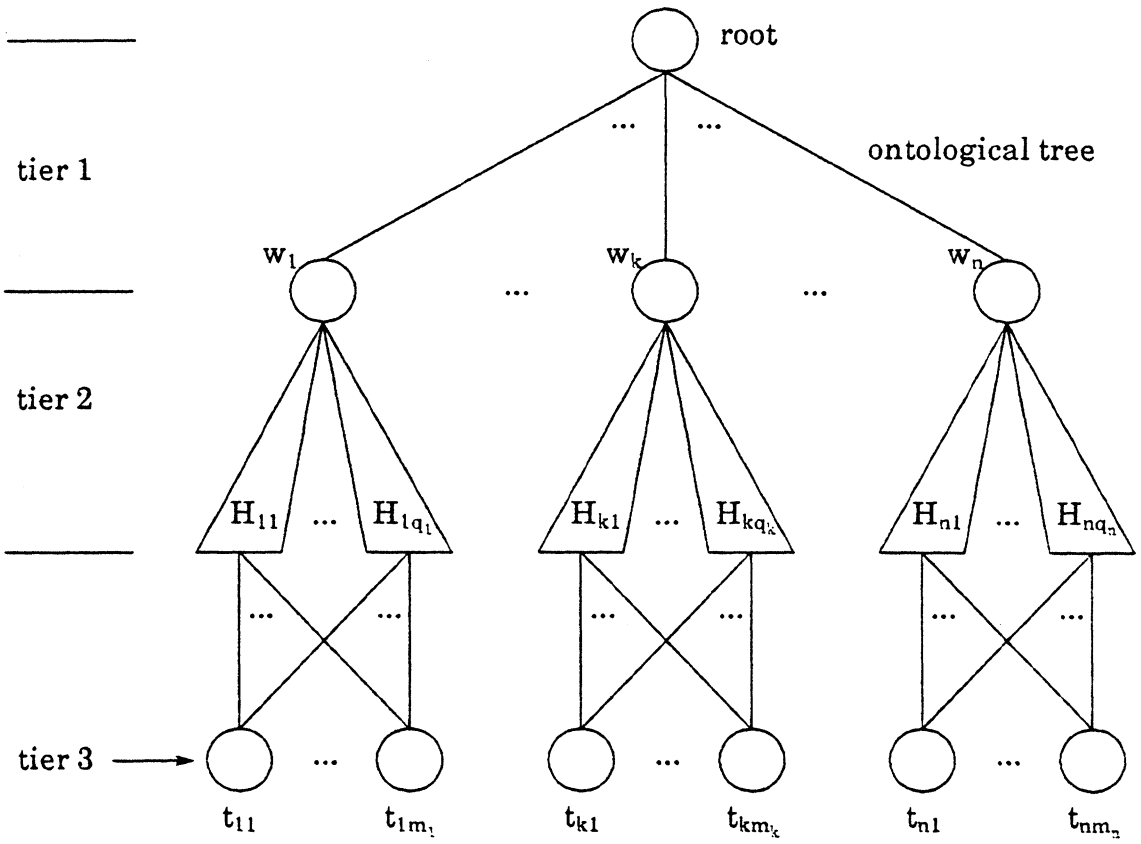 root
... ...
tier 1
ontological tree
w₁ wₖ wₙ
... ...
tier 2
H₁₁ ... H₁q₁ Hₖ₁ ... Hₖqₖ Hₙ₁ ... Hₙqₙ
... ... ... ... ... ...
tier 3 ... ... ...
t₁₁ t₁m₁ tₖ₁ tₖmₖ tₙ₁ tₙmₙ